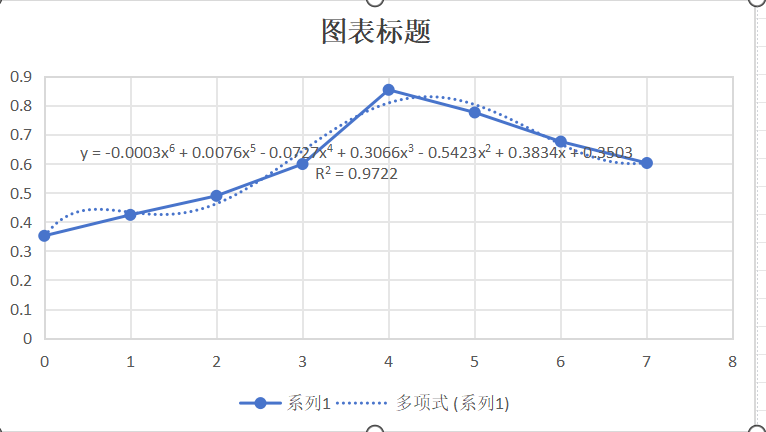 图表标题
0.9
0.8
0.7
y = -0.0003x⁶ + 0.0076x⁵ - 0.0727x⁴ + 0.3066x³ - 0.5423x² + 0.3834x + 0.3503
0.6
R² = 0.9722
0.5
0.4
0.3
0.2
0.1
0
0 1 2 3 4 5 6 7 8
系列1 多项式 (系列1)